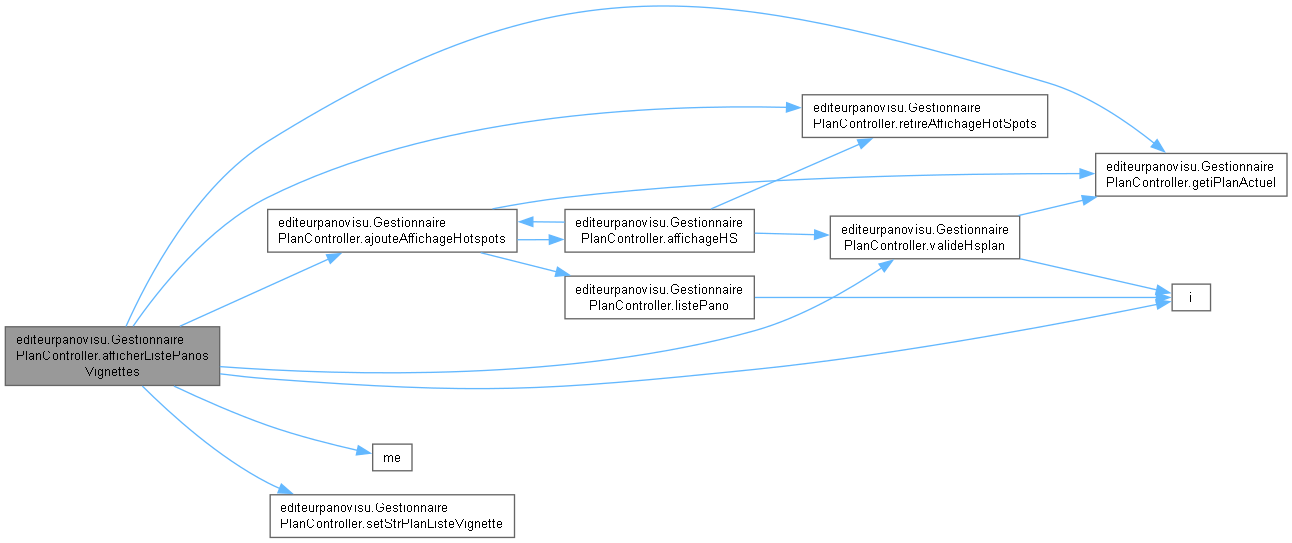 editeurpanovisu.Gestionnaire
PlanController.retireAffichageHotSpots
editeurpanovisu.Gestionnaire
PlanController.getiPlanActuel
editeurpanovisu.Gestionnaire
PlanController.ajouteAffichageHotspots
editeurpanovisu.Gestionnaire
PlanController.affichageHS
editeurpanovisu.Gestionnaire
PlanController.valideHsplan
editeurpanovisu.Gestionnaire
PlanController.listePano
i
editeurpanovisu.Gestionnaire
PlanController.afficherListePanos
Vignettes
me
editeurpanovisu.Gestionnaire
PlanController.setStrPlanListeVignette